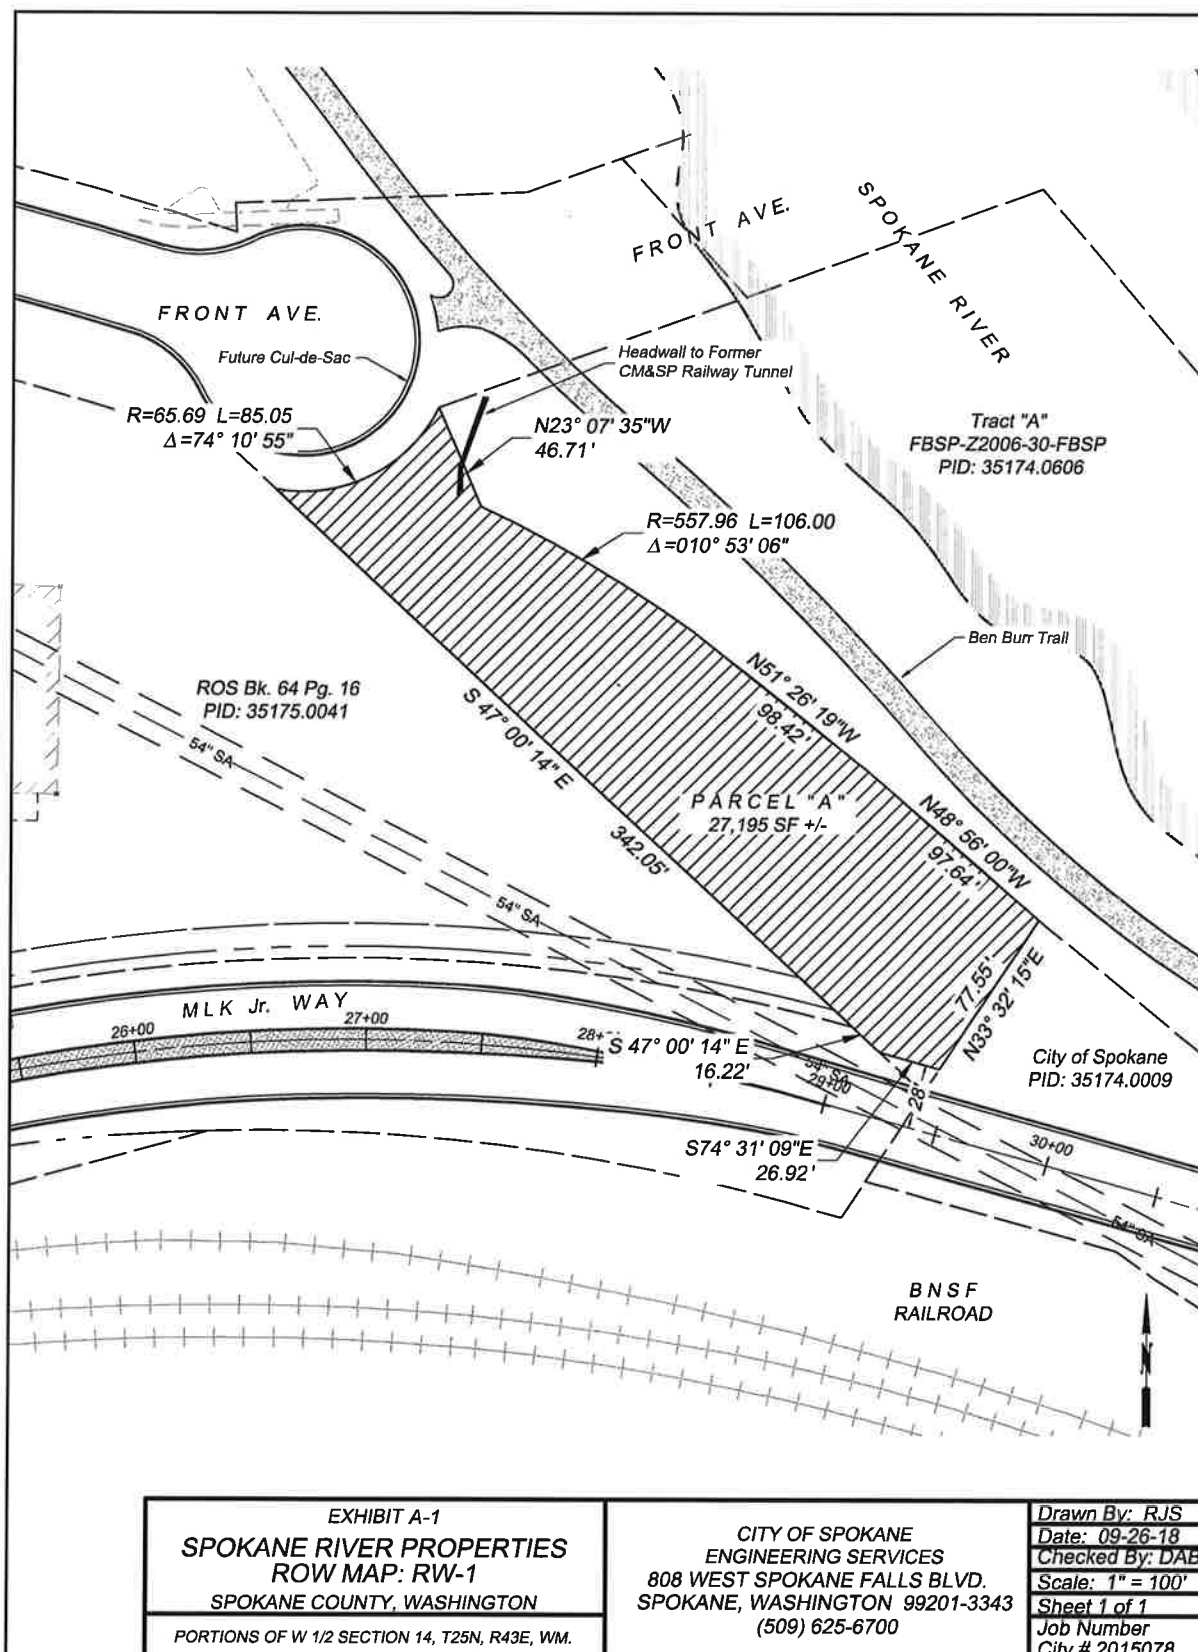 FRONT AVE.
SPOKANE RIVER
FRONT AVE.
Future Cul-de-Sac
Headwall to Former
CM&SP Railway Tunnel
R=65.69 L=85.05
Δ=74° 10' 55"
N23° 07' 35"W
46.71'
Tract "A"
FBSP-Z2006-30-FBSP
PID: 35174.0606
R=557.96 L=106.00
Δ=010° 53' 06"
Ben Burr Trail
ROS Bk. 64 Pg. 16
PID: 35175.0041
54" SA
S 47° 00' 14" E
342.05'
N51° 26' 19"W
98.42'
PARCEL "A"
27,195 SF +/-
N48° 56' 00"W
97.64'
54" SA
77.55'
N33° 32' 15"E
MLK Jr. WAY
26+00
27+00
28+
S 47° 00' 14" E
16.22'
54" SA
29+00
28'
City of Spokane
PID: 35174.0009
S74° 31' 09"E
26.92'
30+00
54" SA
BNSF
RAILROAD
N
EXHIBIT A-1
SPOKANE RIVER PROPERTIES
ROW MAP: RW-1
SPOKANE COUNTY, WASHINGTON
PORTIONS OF W 1/2 SECTION 14, T25N, R43E, WM.
CITY OF SPOKANE
ENGINEERING SERVICES
808 WEST SPOKANE FALLS BLVD.
SPOKANE, WASHINGTON 99201-3343
(509) 625-6700
Drawn By: RJS
Date: 09-26-18
Checked By: DAB
Scale: 1" = 100'
Sheet 1 of 1
Job Number
City # 2015078